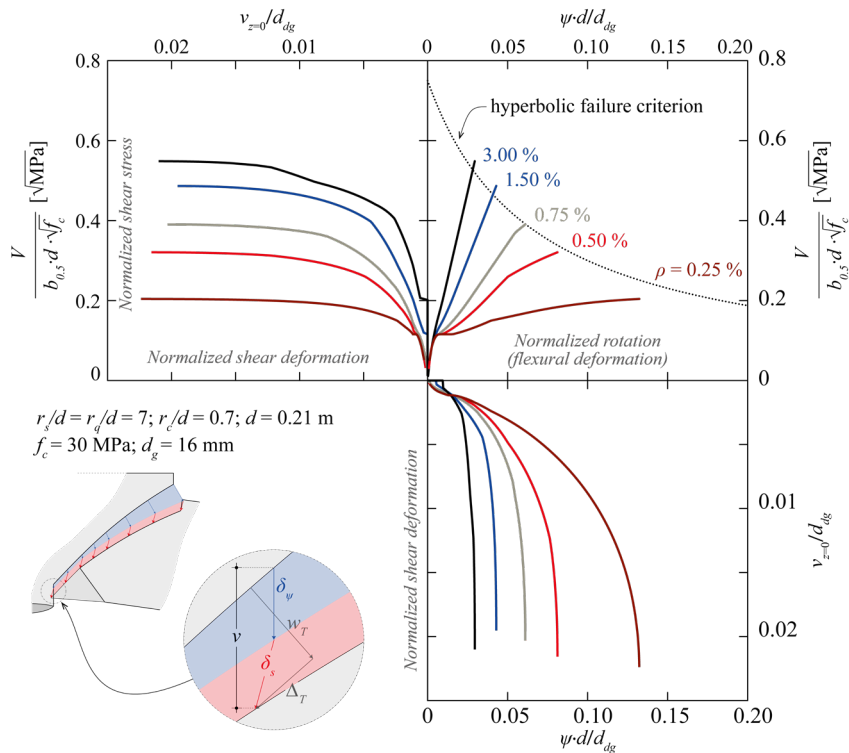 v_{z=0}/d_{dg}
ψ·d/d_{dg}
0.02
0.01
0
0.05
0.10
0.15
0.20
0.8
0.8
hyperbolic failure criterion
0.6
0.6
3.00 %
1.50 %
V / b_{0.5}·d·√f_c [√MPa]
Normalized shear stress
0.4
0.75 %
0.4
V / b_{0.5}·d·√f_c [√MPa]
0.50 %
ρ = 0.25 %
0.2
0.2
Normalized shear deformation
Normalized rotation
(flexural deformation)
0
0
r_s/d = r_q/d = 7; r_c/d = 0.7; d = 0.21 m
f_c = 30 MPa; d_g = 16 mm
Normalized shear deformation
0.01
v_{z=0}/d_{dg}
0.02
δ_ψ
w_T
v
δ_s
Δ_T
0
0.05
0.10
0.15
0.20
ψ·d/d_{dg}